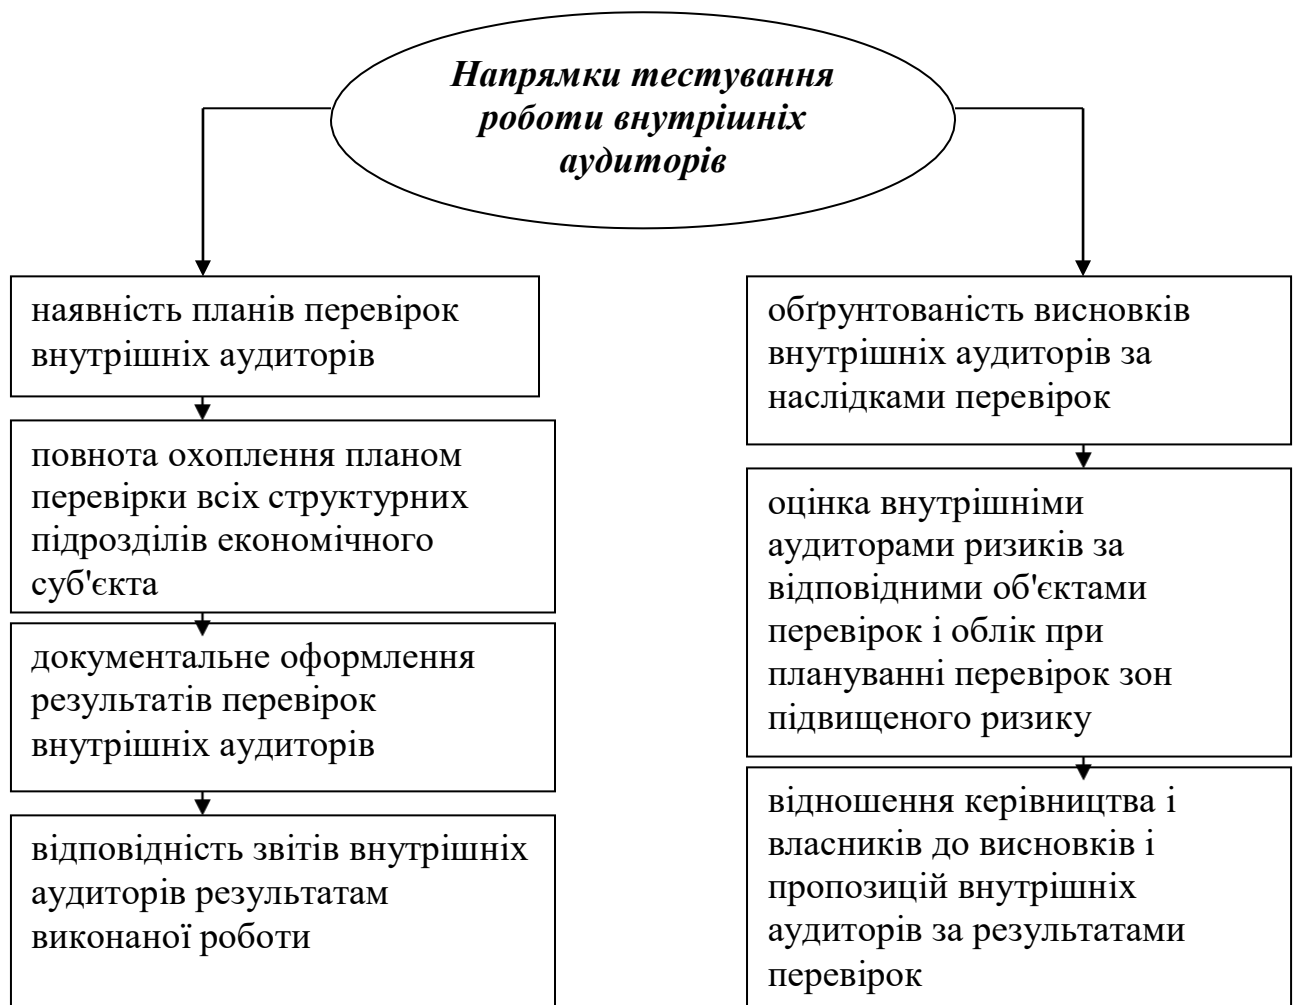 Напрямки тестування
роботи внутрішніх
аудиторів
наявність планів перевірок
внутрішніх аудиторів
повнота охоплення планом
перевірки всіх структурних
підрозділів економічного
суб'єкта
документальне оформлення
результатів перевірок
внутрішніх аудиторів
відповідність звітів внутрішніх
аудиторів результатам
виконаної роботи
обґрунтованість висновків
внутрішніх аудиторів за
наслідками перевірок
оцінка внутрішніми
аудиторами ризиків за
відповідними об'єктами
перевірок і облік при
плануванні перевірок зон
підвищеного ризику
відношення керівництва і
власників до висновків і
пропозицій внутрішніх
аудиторів за результатами
перевірок